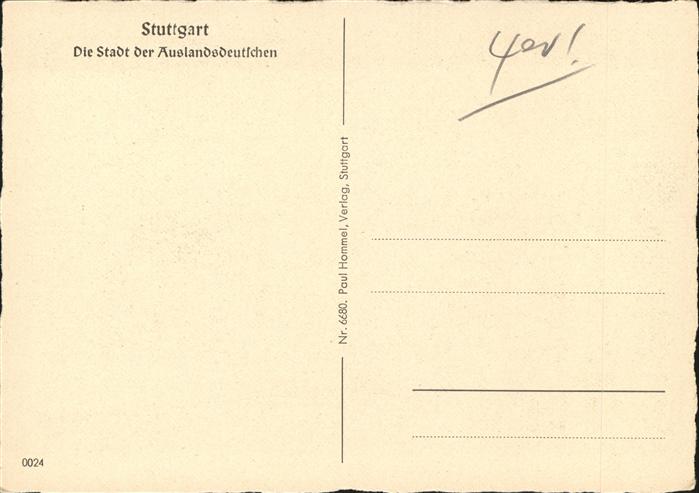 Stuttgart
Die Stadt der Auslandsdeutschen
Nr. 6680. Paul Hommel, Verlag, Stuttgart
0024